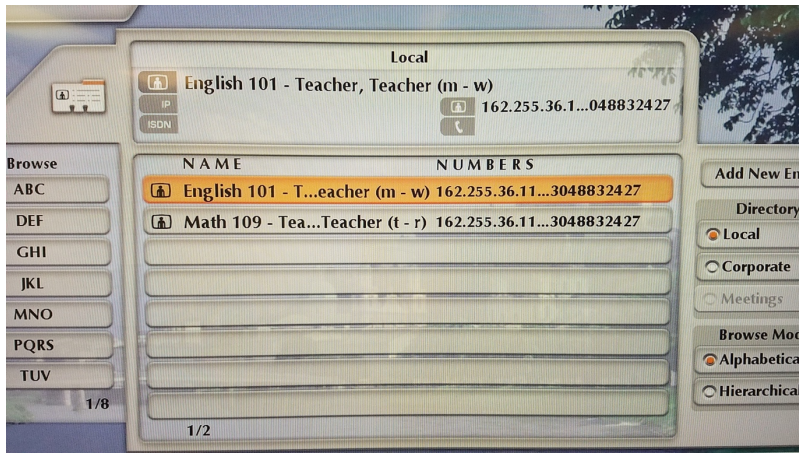 Local
English 101 - Teacher, Teacher (m - w)
IP
ISDN
162.255.36.1...048832427
Browse
ABC
DEF
GHI
JKL
MNO
PQRS
TUV
1/8
NAME NUMBERS
English 101 - T...eacher (m - w) 162.255.36.11...3048832427
Math 109 - Tea...Teacher (t - r) 162.255.36.11...3048832427
1/2
Add New En
Directory
Local
Corporate
Meetings
Browse Mod
Alphabetica
Hierarchica